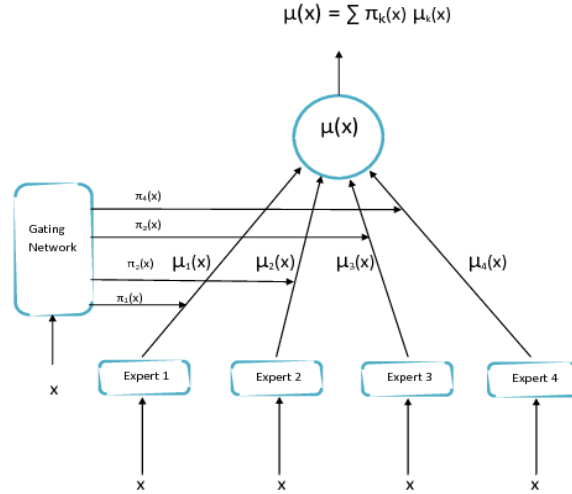 μ(x) = ∑ πₖ(x) μₖ(x)
μ(x)
π₄(x)
π₃(x)
π₂(x)
π₁(x)
Gating
Network
μ₁(x)
μ₂(x)
μ₃(x)
μ₄(x)
Expert 1
Expert 2
Expert 3
Expert 4
x
x
x
x
x